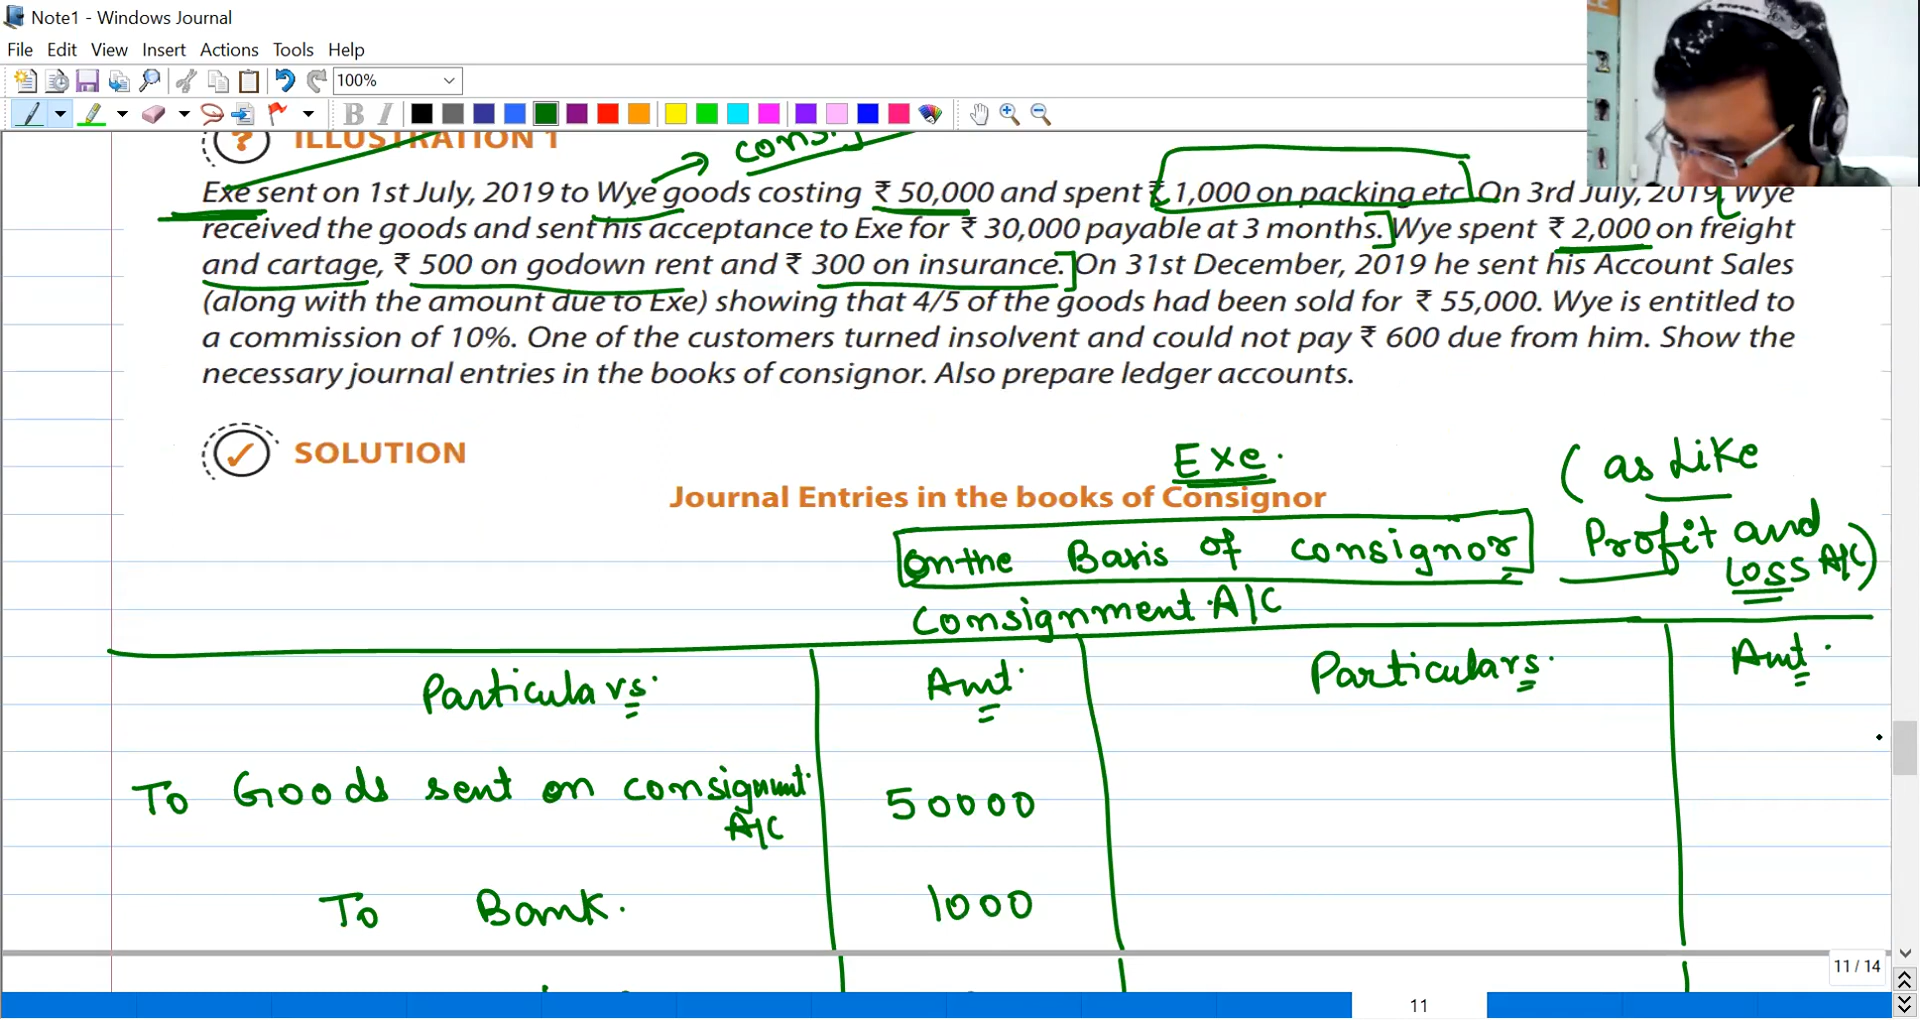 Note1 - Windows Journal
File Edit View Insert Actions Tools Help
100%
B I
ILLUSTRATION 1
Exe sent on 1st July, 2019 to Wye goods costing ₹ 50,000 and spent ₹ 1,000 on packing etc. On 3rd July, 2019, Wye
received the goods and sent his acceptance to Exe for ₹ 30,000 payable at 3 months. Wye spent ₹ 2,000 on freight
and cartage, ₹ 500 on godown rent and ₹ 300 on insurance. On 31st December, 2019 he sent his Account Sales
(along with the amount due to Exe) showing that 4/5 of the goods had been sold for ₹ 55,000. Wye is entitled to
a commission of 10%. One of the customers turned insolvent and could not pay ₹ 600 due from him. Show the
necessary journal entries in the books of consignor. Also prepare ledger accounts.
SOLUTION
Exe.
Journal Entries in the books of Consignor
(as Like
Profit and
Loss A/C)
on the Basis of consignor
Consignment A/C
Particulars. Amt. Particulars. Amt.
To Goods sent on consignment A/C 50000
To Bank. 1000
11 / 14
11